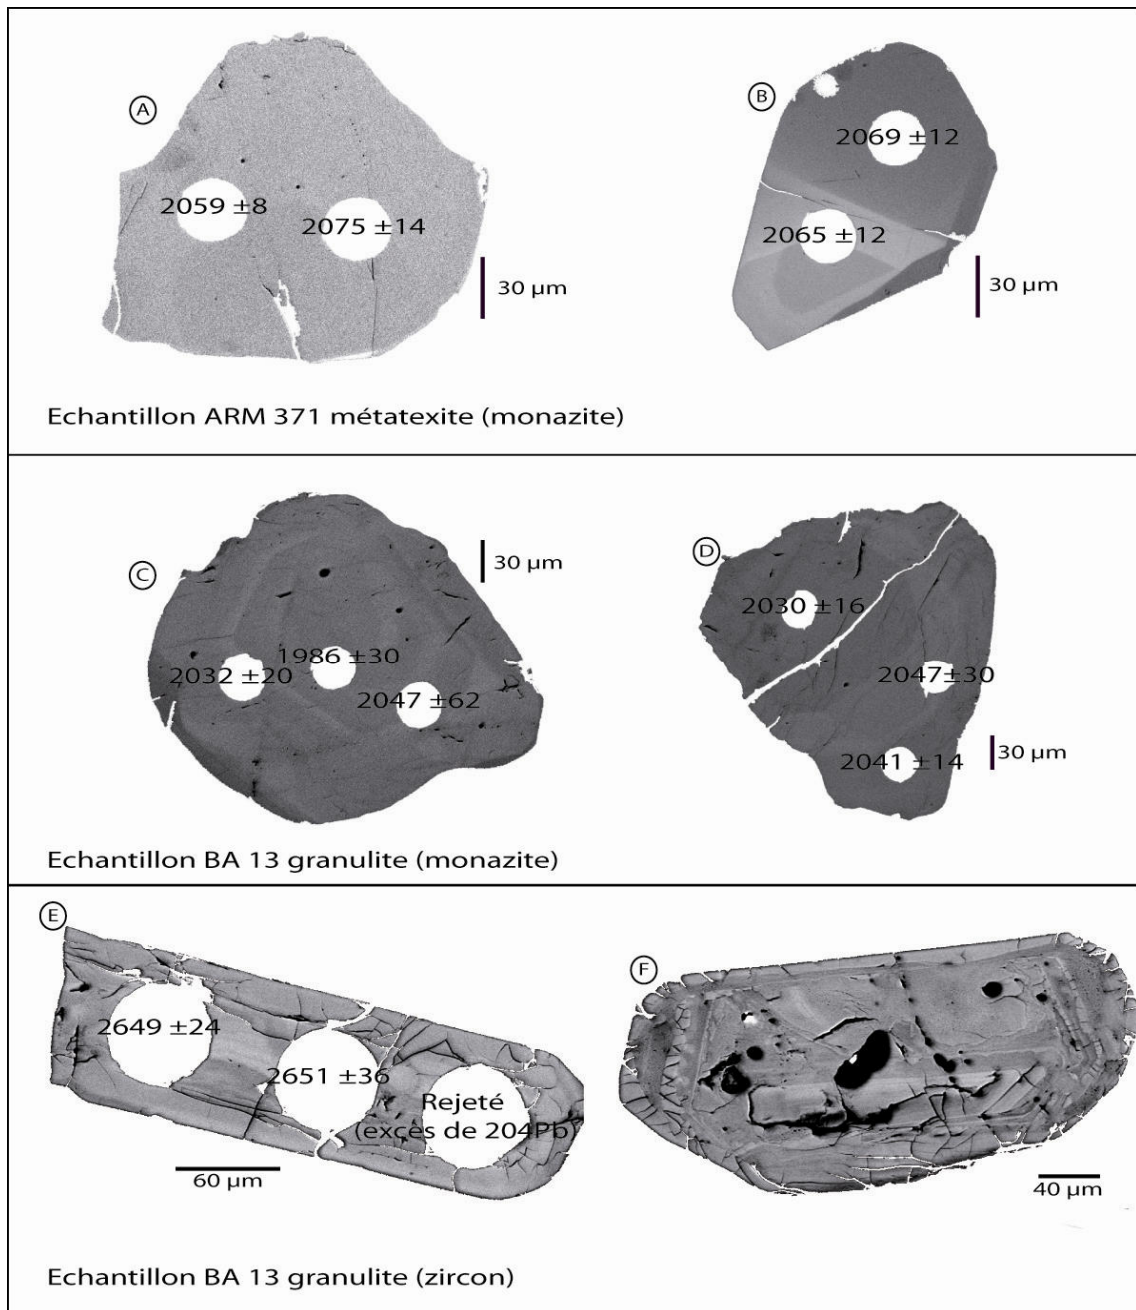 A
B
2069 ±12
2059 ±8
2075 ±14
2065 ±12
30 µm
30 µm
Echantillon ARM 371 métatexite (monazite)
C
30 µm
D
2030 ±16
2032 ±20
1986 ±30
2047 ±62
2047±30
2041 ±14
30 µm
Echantillon BA 13 granulite (monazite)
E
F
2649 ±24
2651 ±36
Rejeté
(excès de 204Pb)
60 µm
40 µm
Echantillon BA 13 granulite (zircon)